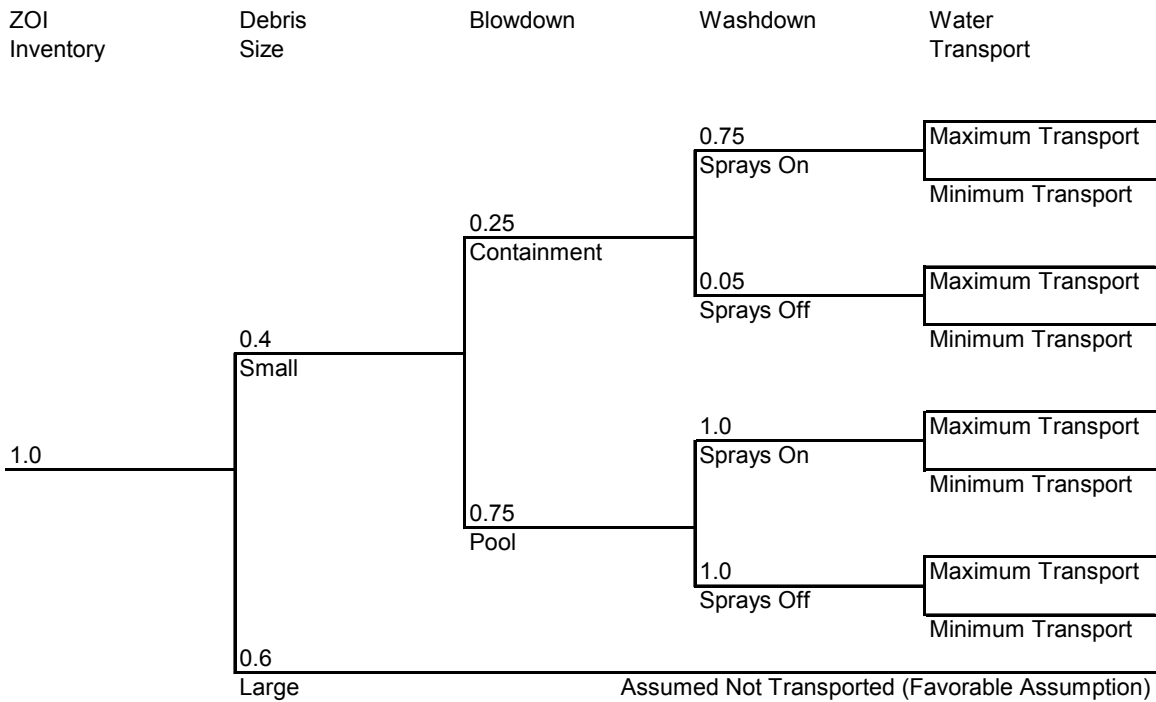 ZOI
Inventory
Debris
Size
Blowdown
Washdown
Water
Transport
0.75
Sprays On
Maximum Transport
Minimum Transport
0.25
Containment
0.05
Sprays Off
Maximum Transport
Minimum Transport
0.4
Small
1.0
1.0
Sprays On
Maximum Transport
Minimum Transport
0.75
Pool
1.0
Sprays Off
Maximum Transport
Minimum Transport
0.6
Large
Assumed Not Transported (Favorable Assumption)